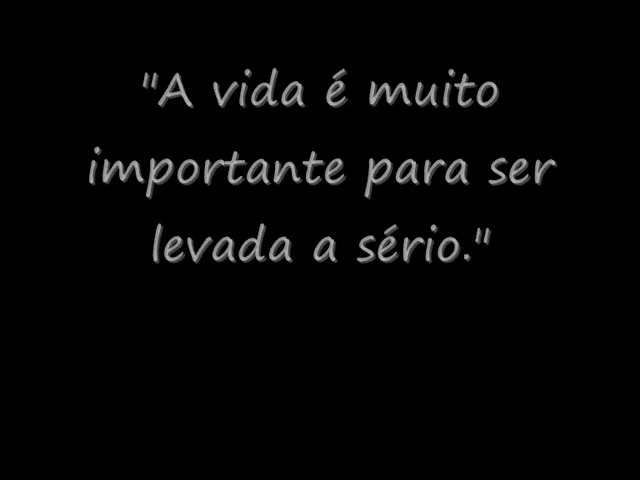 "A vida é muito
importante para ser
levada a sério."